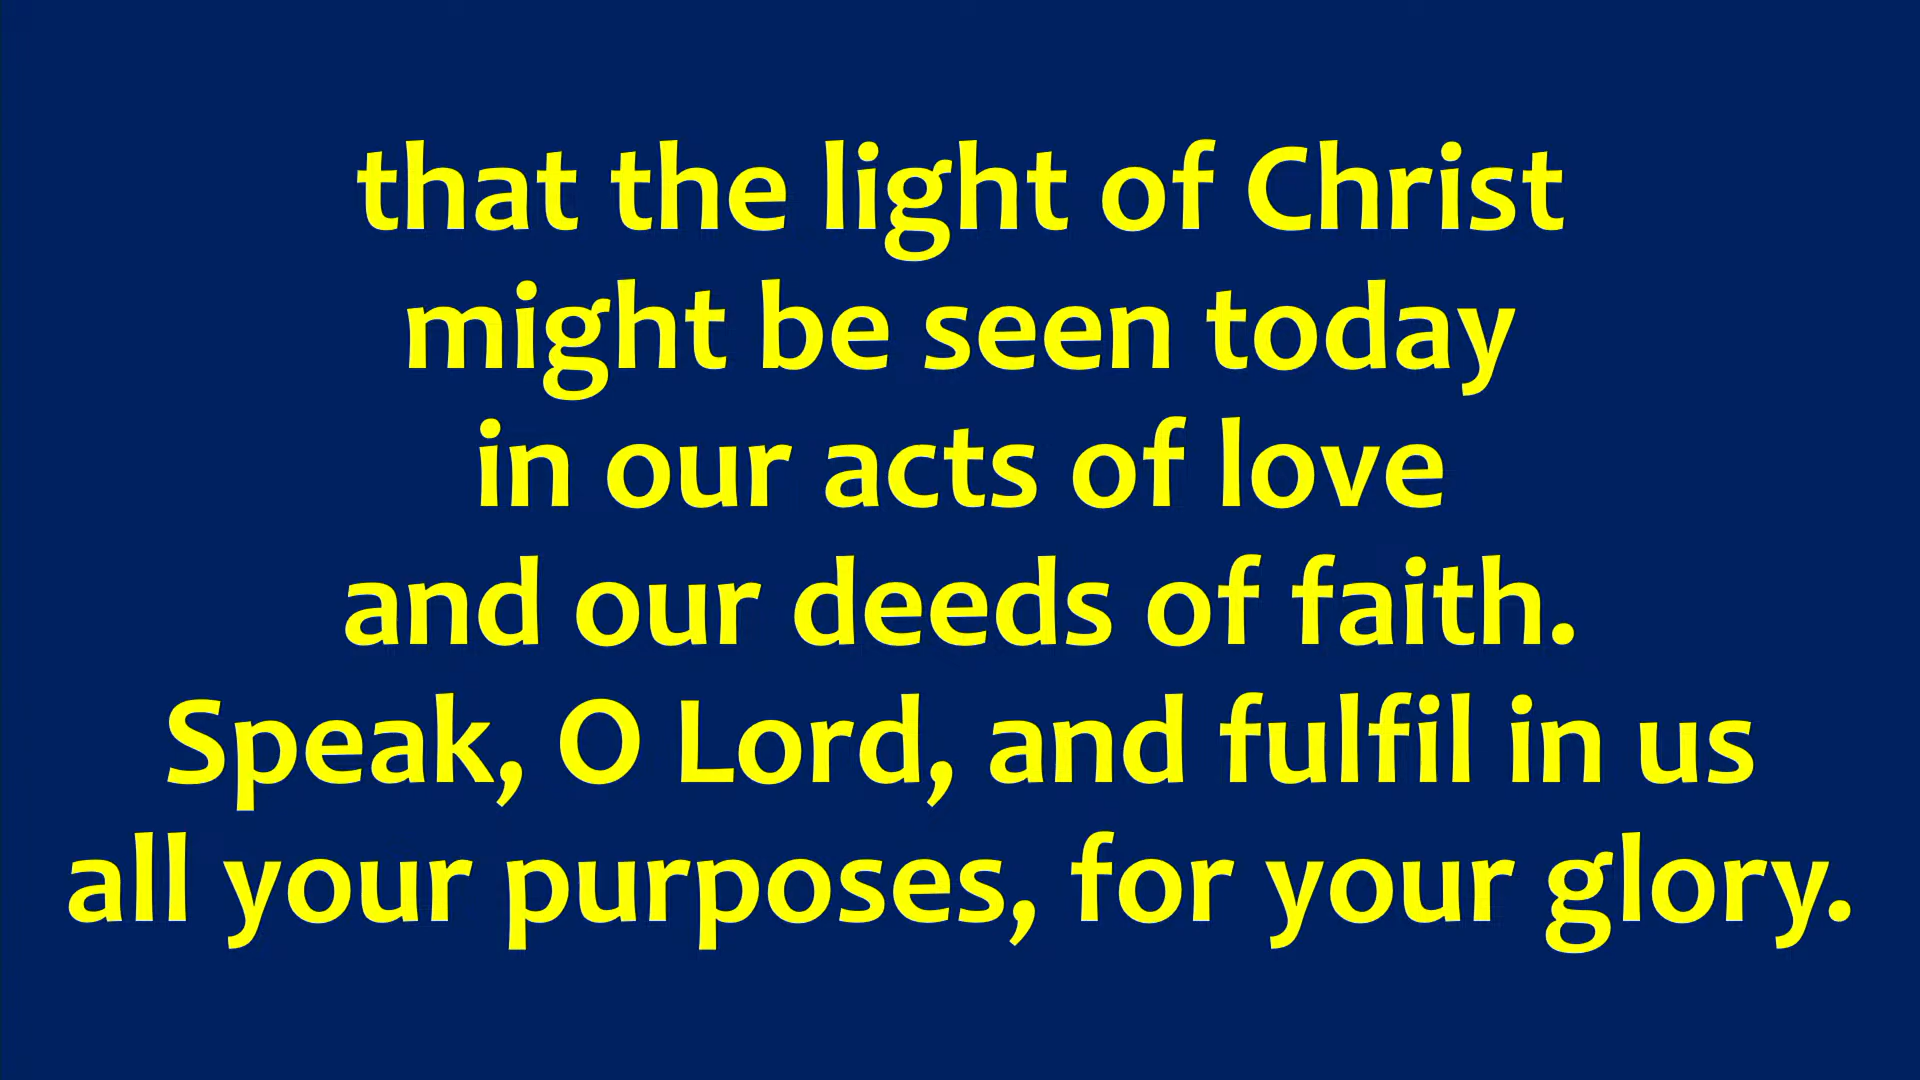 that the light of Christ
might be seen today
in our acts of love
and our deeds of faith.
Speak, O Lord, and fulfil in us
all your purposes, for your glory.